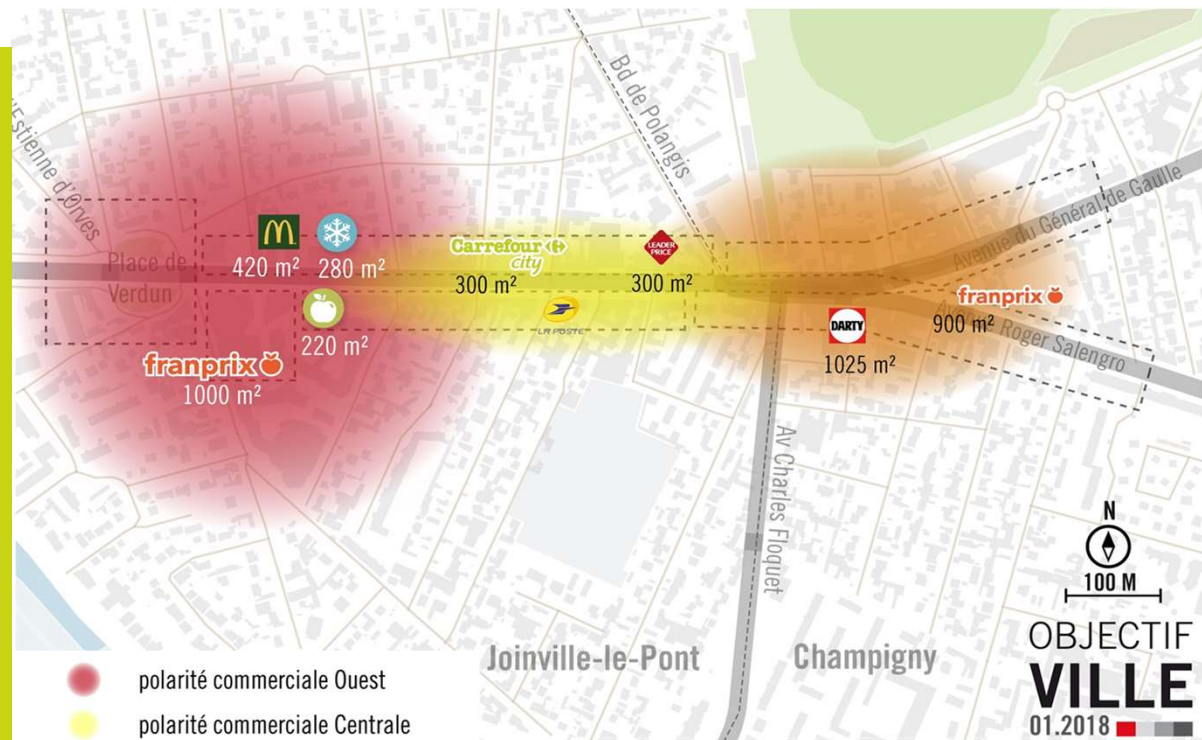 d'Estienne d'Orves
Bd de Polangis
Avenue du Général de Gaulle
Place de
Verdun
420 m²
280 m²
Carrefour
city
300 m²
LEADER
PRICE
300 m²
LA POSTE
220 m²
franprix
1000 m²
DARTY
1025 m²
franprix
900 m²
Roger Salengro
Av Charles Floquet
Joinville-le-Pont
Champigny
N
100 M
polarité commerciale Ouest
polarité commerciale Centrale
OBJECTIF
VILLE
01.2018